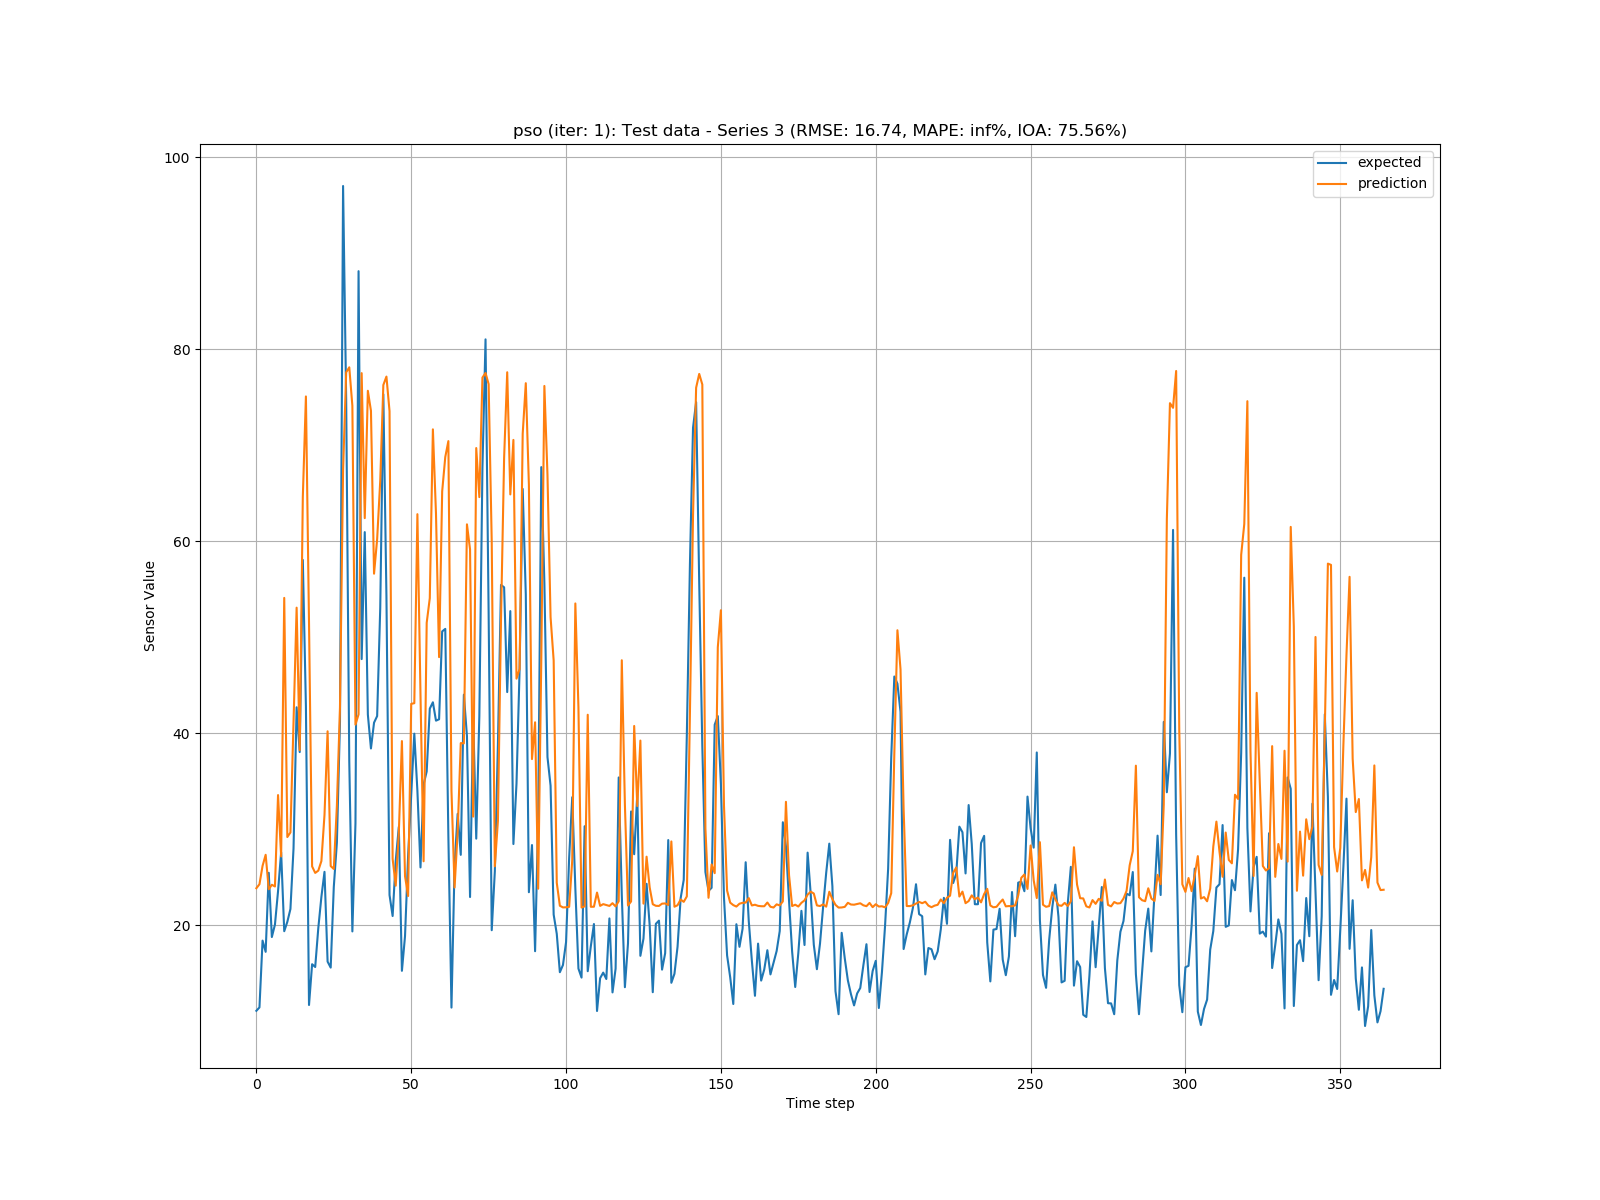 pso (iter: 1): Test data - Series 3 (RMSE: 16.74, MAPE: inf%, IOA: 75.56%)
expected
prediction
100
80
60
40
20
Sensor Value
0 50 100 150 200 250 300 350
Time step